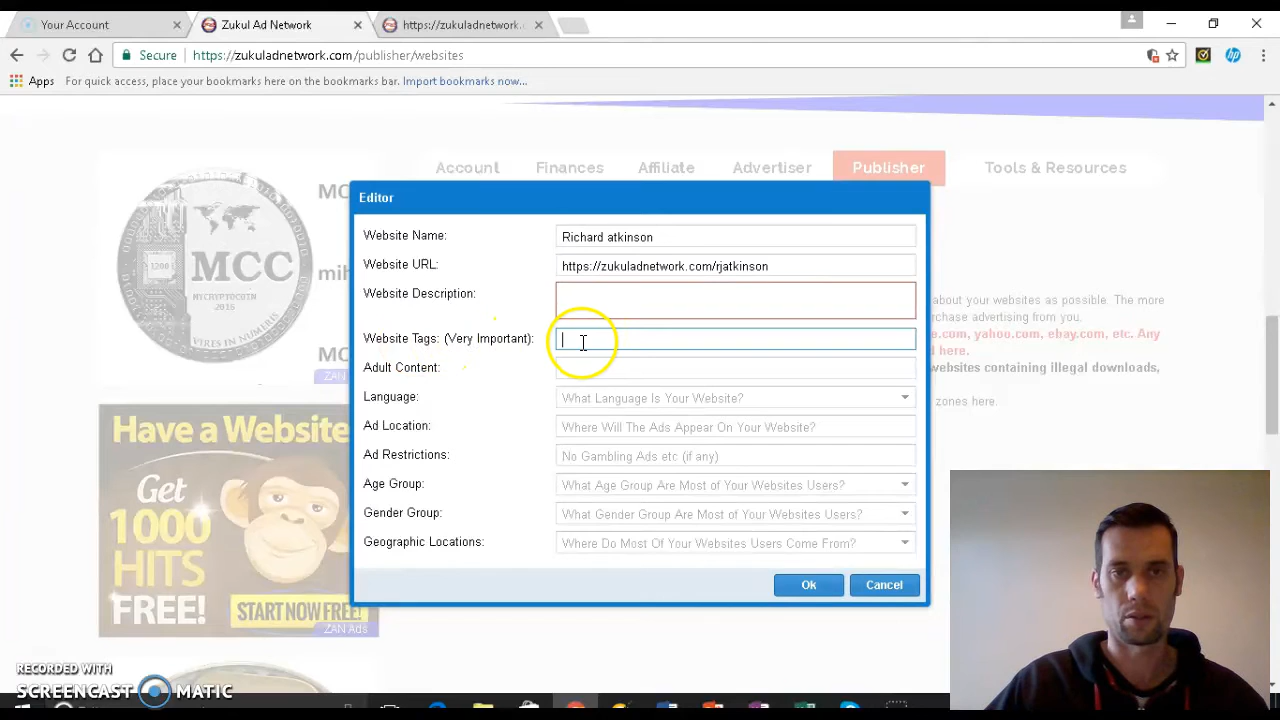 Your Account
Zukul Ad Network
https://zukuladnetwork.c
Secure
https://zukuladnetwork.com/publisher/websites
Apps
For quick access, place your bookmarks here on the bookmarks bar. Import bookmarks now...
Account
Finances
Affiliate
Advertiser
Publisher
Tools & Resources
MCC
MYCRYPTOCOIN
2016
VIRES IN NUMERIS
MC
MC
mih
Editor
Website Name:
Richard atkinson
Website URL:
https://zukuladnetwork.com/rjatkinson
Website Description:
Website Tags: (Very Important):
Adult Content:
Language:
What Language Is Your Website?
Ad Location:
Where Will The Ads Appear On Your Website?
Ad Restrictions:
No Gambling Ads etc (if any)
Age Group:
What Age Group Are Most of Your Websites Users?
Gender Group:
What Gender Group Are Most of Your Websites Users?
Geographic Locations:
Where Do Most Of Your Websites Users Come From?
Ok
Cancel
about your websites as possible. The more
rchase advertising from you.
e.com, yahoo.com, ebay.com, etc. Any
d here.
websites containing illegal downloads,
zones here.
ZAN
Have a Website
Get
1000
HITS
FREE!
START NOW FREE!
ZAN Ads
RECORDED WITH
SCREENCAST MATIC